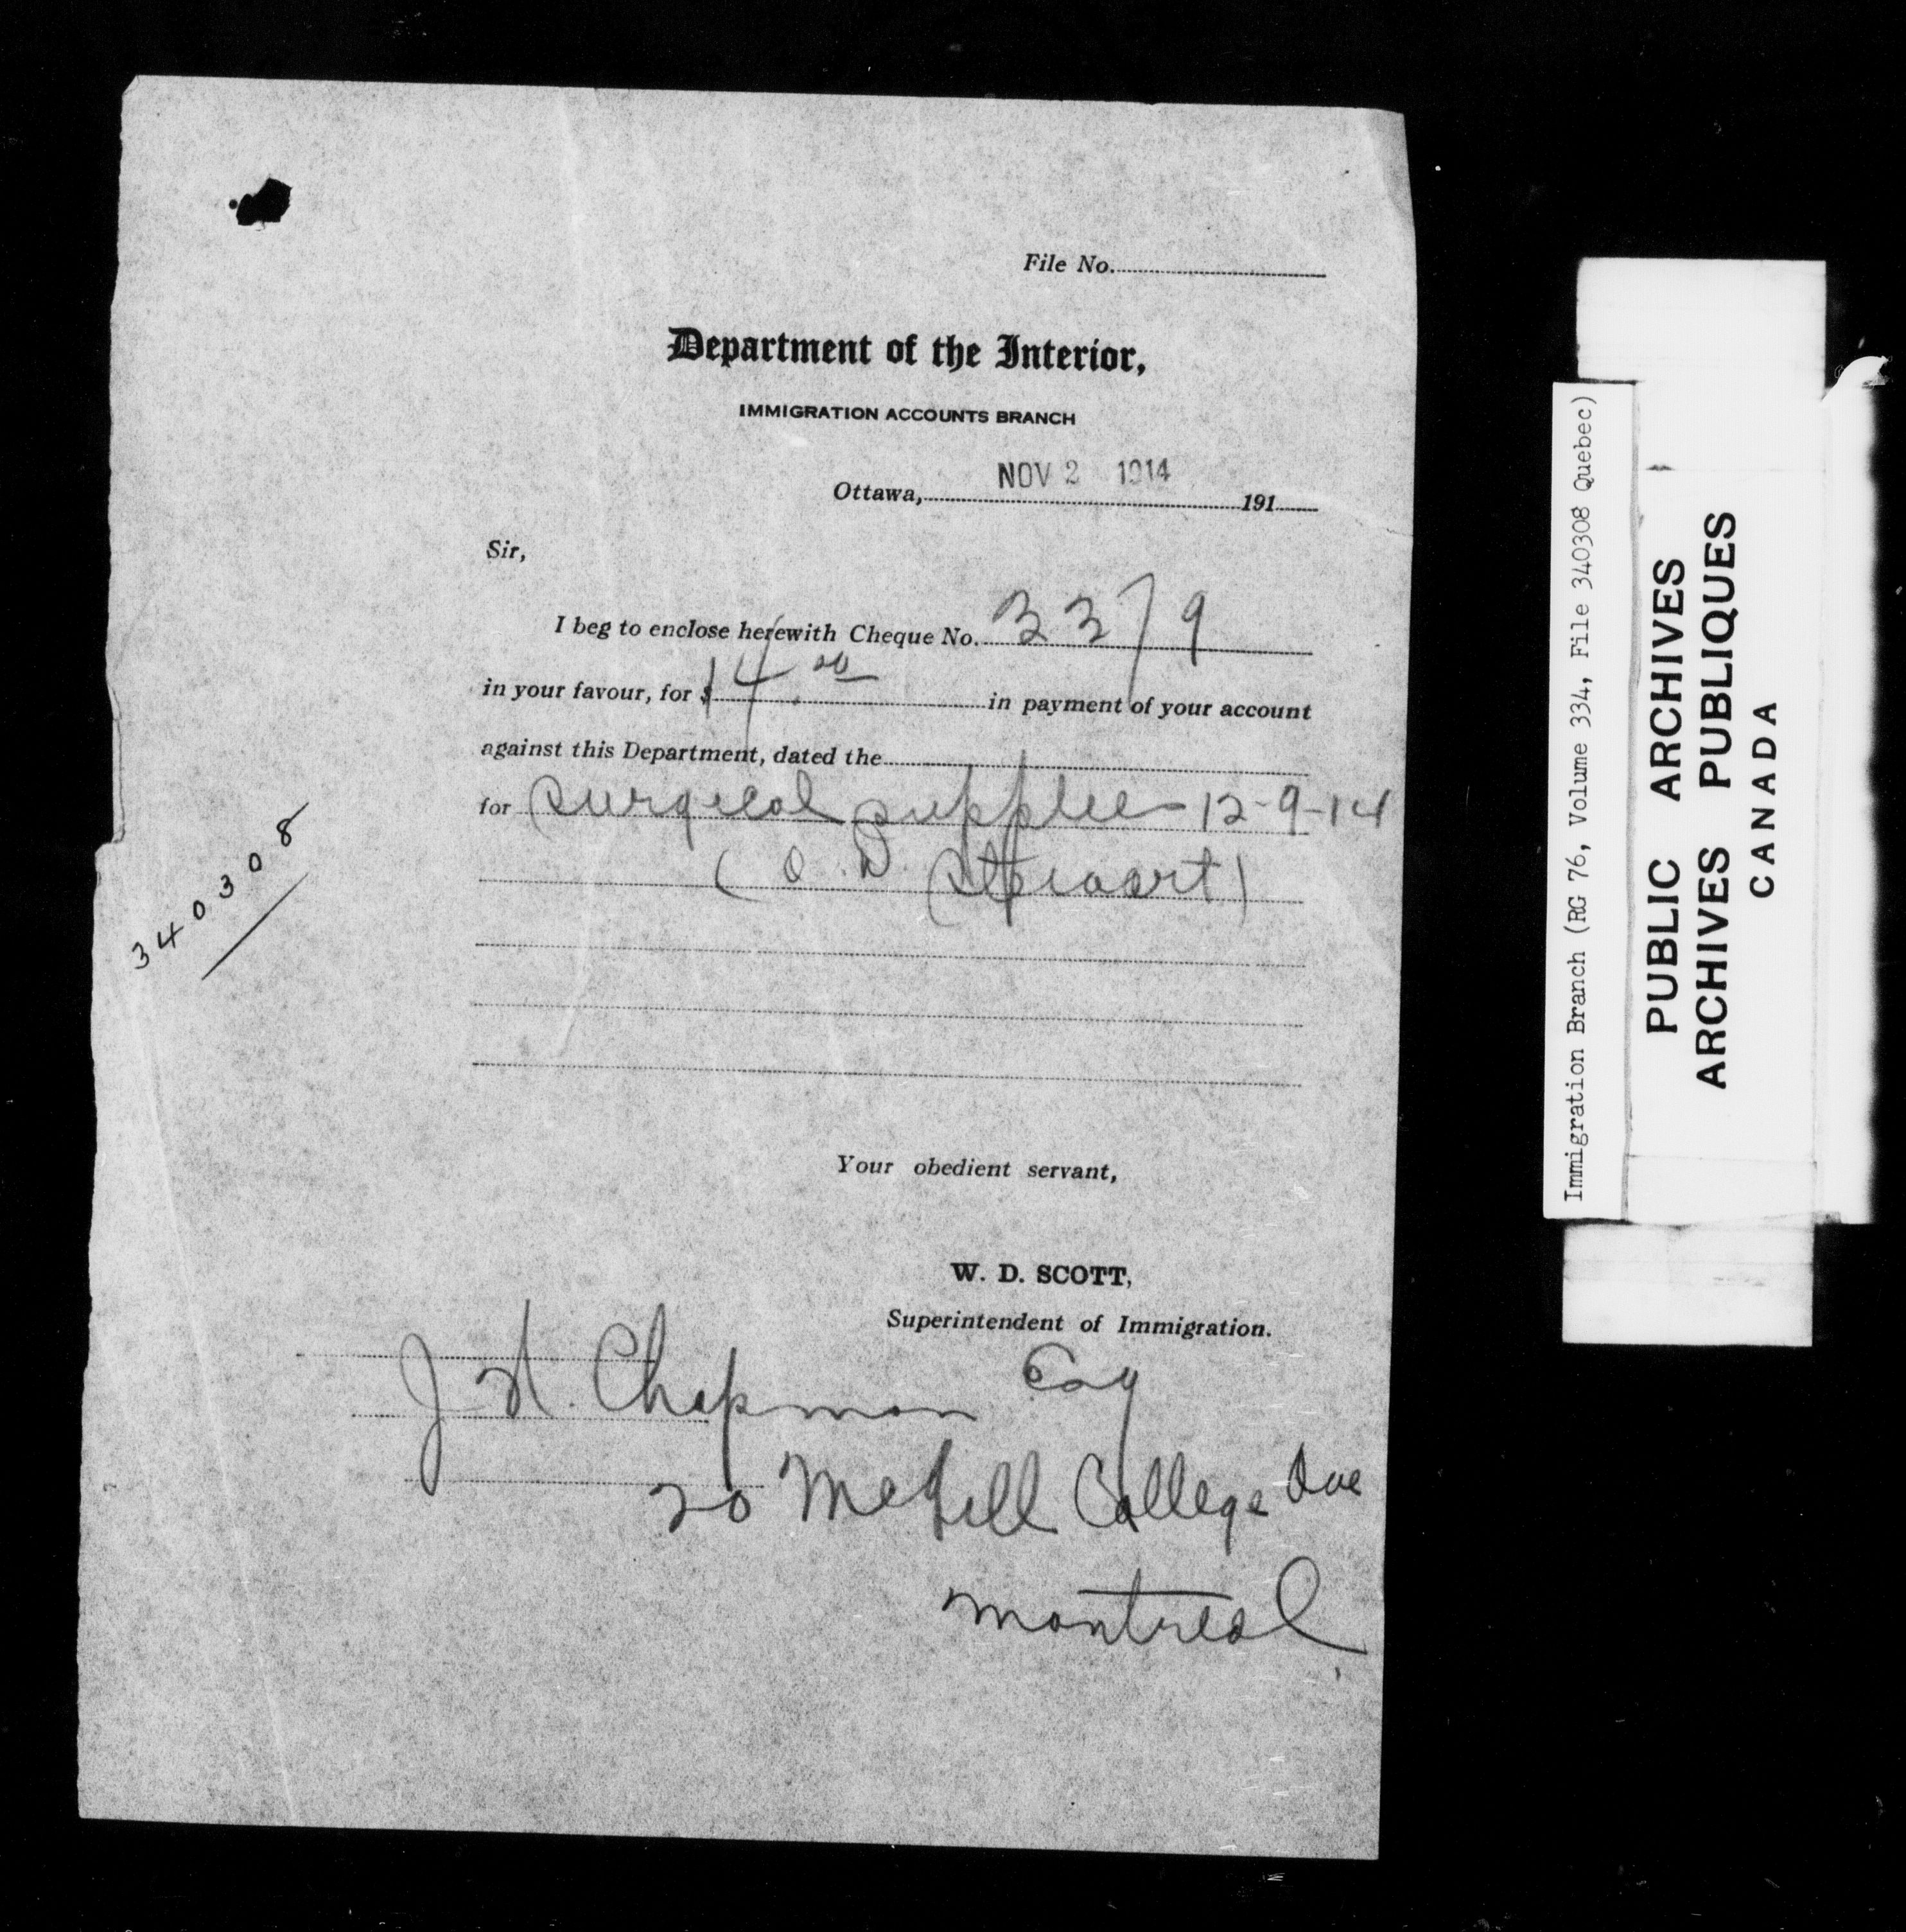 File No.
Department of the Interior,
IMMIGRATION ACCOUNTS BRANCH
NOV 2 1914
Ottawa, 191
Sir,
I beg to enclose herewith Cheque No. 3379
in your favour, for $ 14.00 in payment of your account
against this Department, dated the
for Surgical supplies 12-9-14
(O. D. Stewart)
340308
Your obedient servant,
W. D. SCOTT,
Superintendent of Immigration.
J. H. Chapman Esq
20 McGill College Ave
Montreal
Immigration Branch (RG 76, Volume 334, File 340308 Quebec)
PUBLIC ARCHIVES
ARCHIVES PUBLIQUES
CANADA